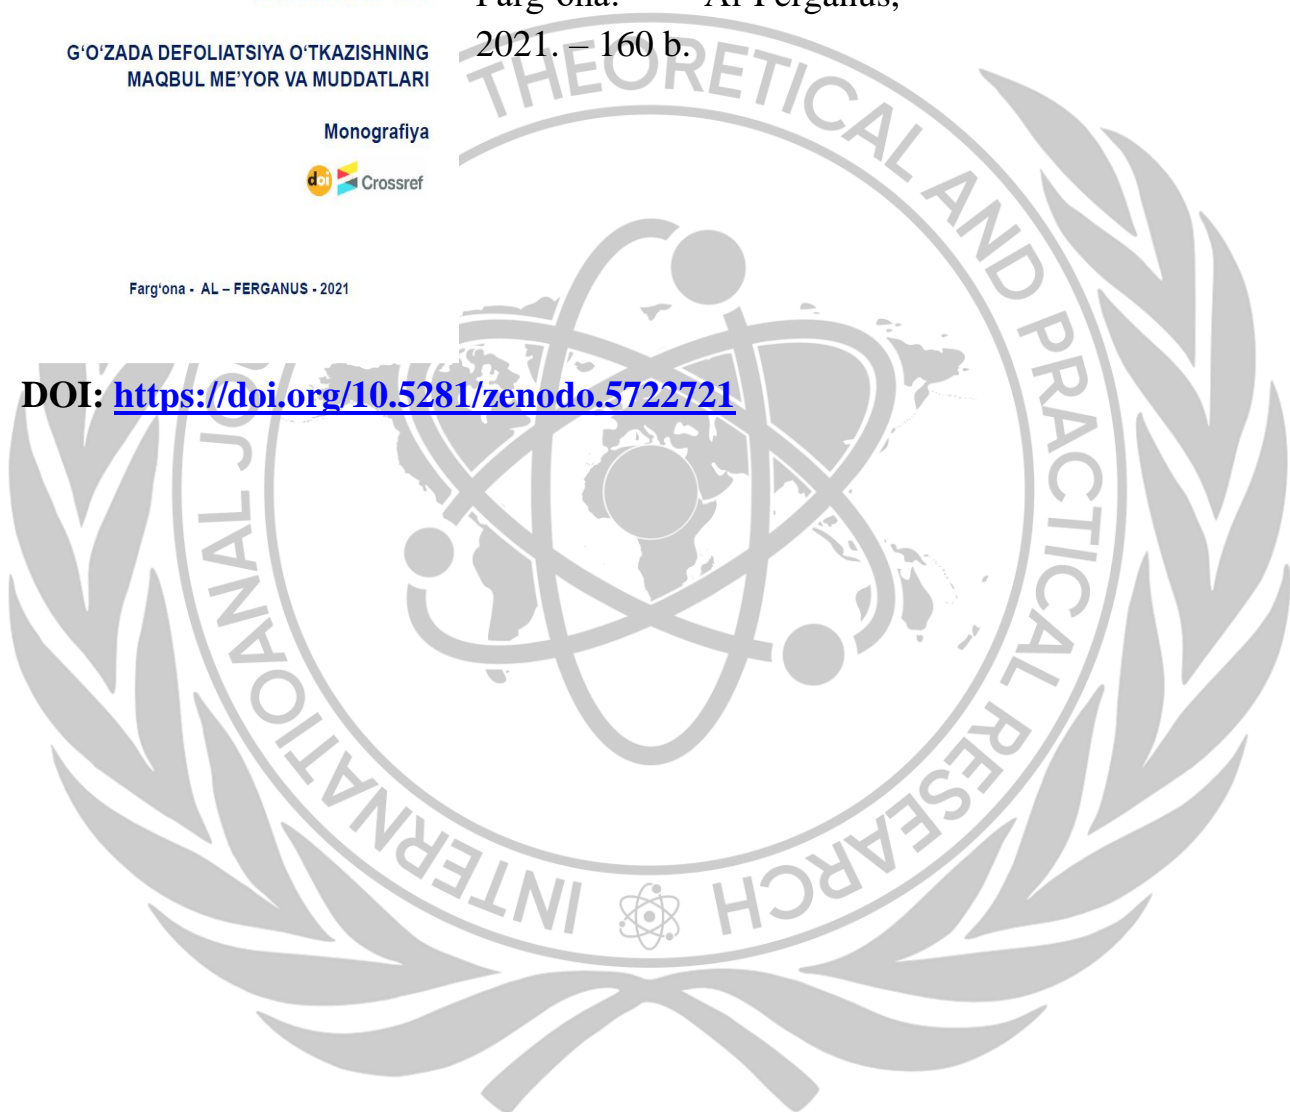 2021. – 160 b.
G‘O‘ZADA DEFOLIATSIYA O‘TKAZISHNING
MAQBUL ME’YOR VA MUDDATLARI
Monografiya
doi Crossref
Farg‘ona - AL – FERGANUS - 2021
DOI: https://doi.org/10.5281/zenodo.5722721
THEORETICAL AND PRACTICAL RESEARCH